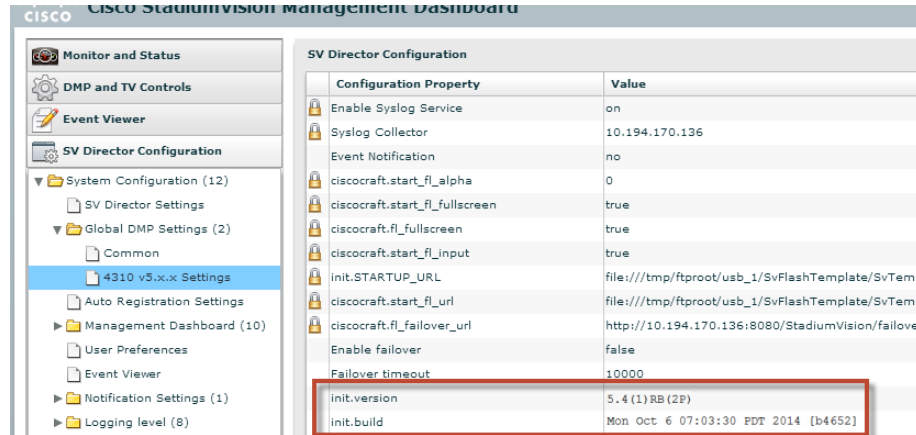 CISCO Cisco StadiumVision Management Dashboard
Monitor and Status
DMP and TV Controls
Event Viewer
SV Director Configuration
System Configuration (12)
SV Director Settings
Global DMP Settings (2)
Common
4310 v5.x.x Settings
Auto Registration Settings
Management Dashboard (10)
User Preferences
Event Viewer
Notification Settings (1)
Logging level (8)
SV Director Configuration
Configuration Property Value
Enable Syslog Service on
Syslog Collector 10.194.170.136
Event Notification no
ciscocraft.start_fl_alpha 0
ciscocraft.start_fl_fullscreen true
ciscocraft.fl_fullscreen true
ciscocraft.start_fl_input true
init.STARTUP_URL file:///tmp/ftproot/usb_1/SvFlashTemplate/SvTem
ciscocraft.start_fl_url file:///tmp/ftproot/usb_1/SvFlashTemplate/SvTem
ciscocraft.fl_failover_url http://10.194.170.136:8080/StadiumVision/failove
Enable failover false
Failover timeout 10000
init.version 5.4(1)RB(2P)
init.build Mon Oct 6 07:03:30 PDT 2014 [b4652]